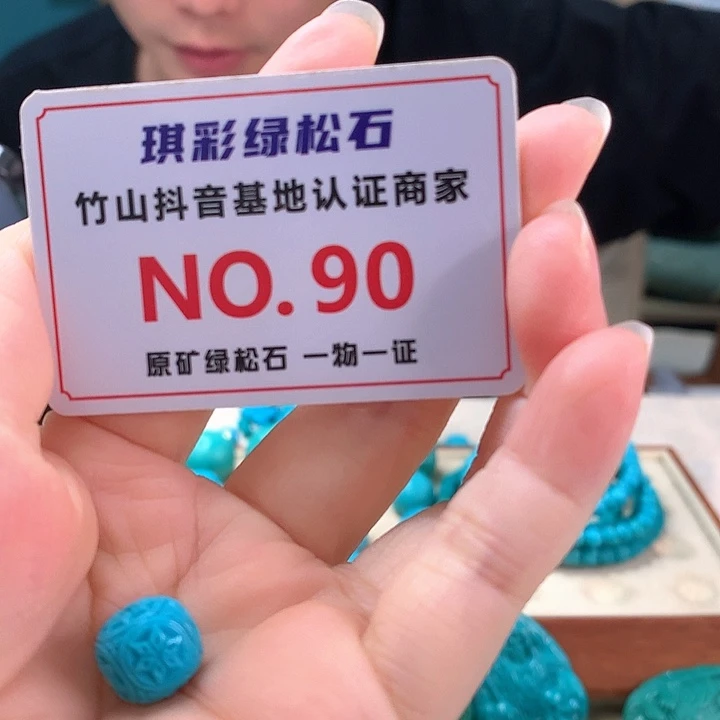 琪彩绿松石
竹山抖音基地认证商家
NO.90
原矿绿松石 一物一证